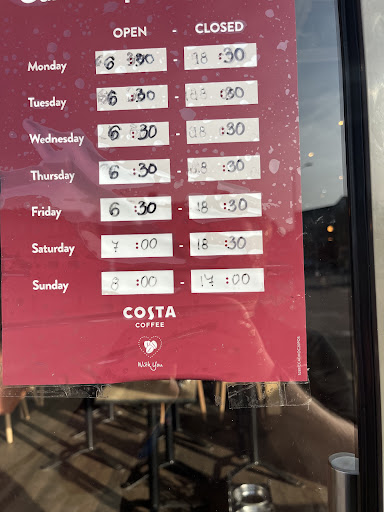 OPEN - CLOSED
Monday 6 :30 - 18 :30
Tuesday 6 :30 - 18 :30
Wednesday 6 :30 - 18 :30
Thursday 6 :30 - 18 :30
Friday 6 :30 - 18 :30
Saturday 7 :00 - 18 :30
Sunday 8 :00 - 17 :00
COSTA
COFFEE
With You